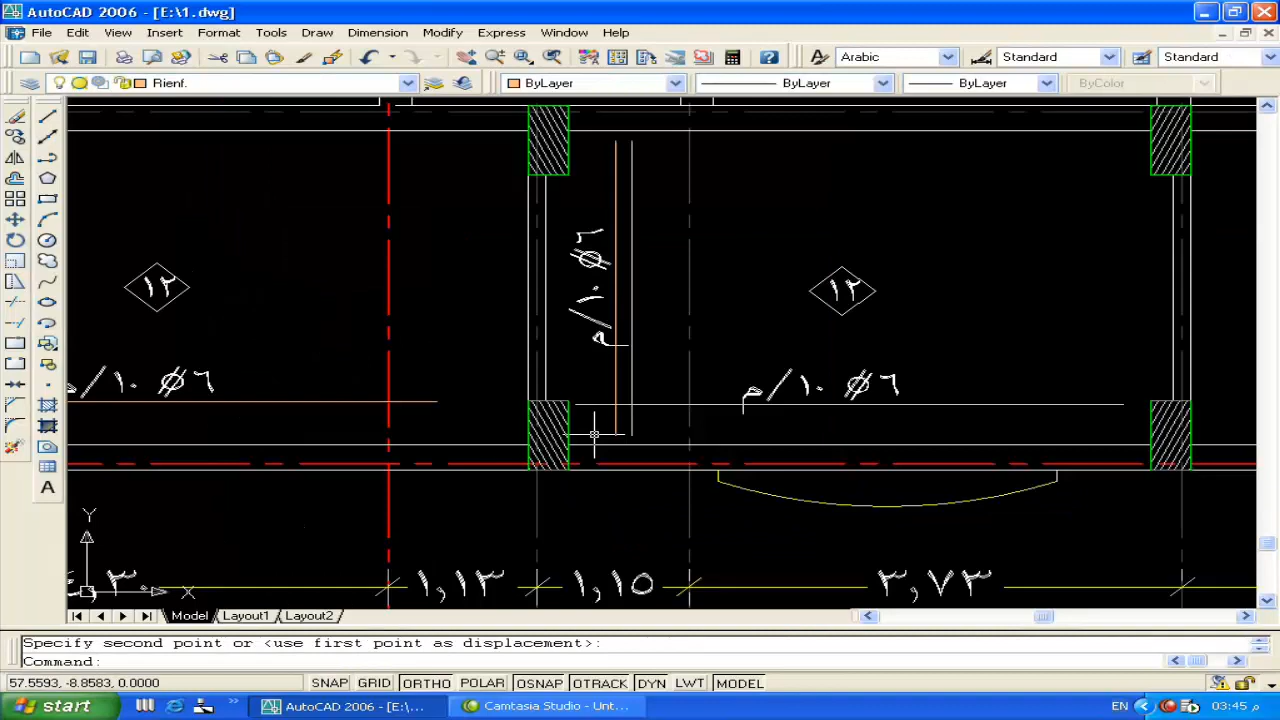 AutoCAD 2006 - [E:\1.dwg]
File Edit View Insert Format Tools Draw Dimension Modify Express Window Help
Arabic Standard Standard
Rienf. ByLayer ByLayer ByLayer ByColor
٦ Ø ١٠/م
١٢ ١٢
٦ Ø ١٠/م ٦ Ø ١٠/م
Y
X
١,١٣ ١,١٥ ٣,٧٣
Model Layout1 Layout2
Specify second point or <use first point as displacement>:
Command:
57.5593, -8.8583, 0.0000 SNAP GRID ORTHO POLAR OSNAP OTRACK DYN LWT MODEL
start AutoCAD 2006 - [E:\... Camtasia Studio - Unt... EN 03:45 م